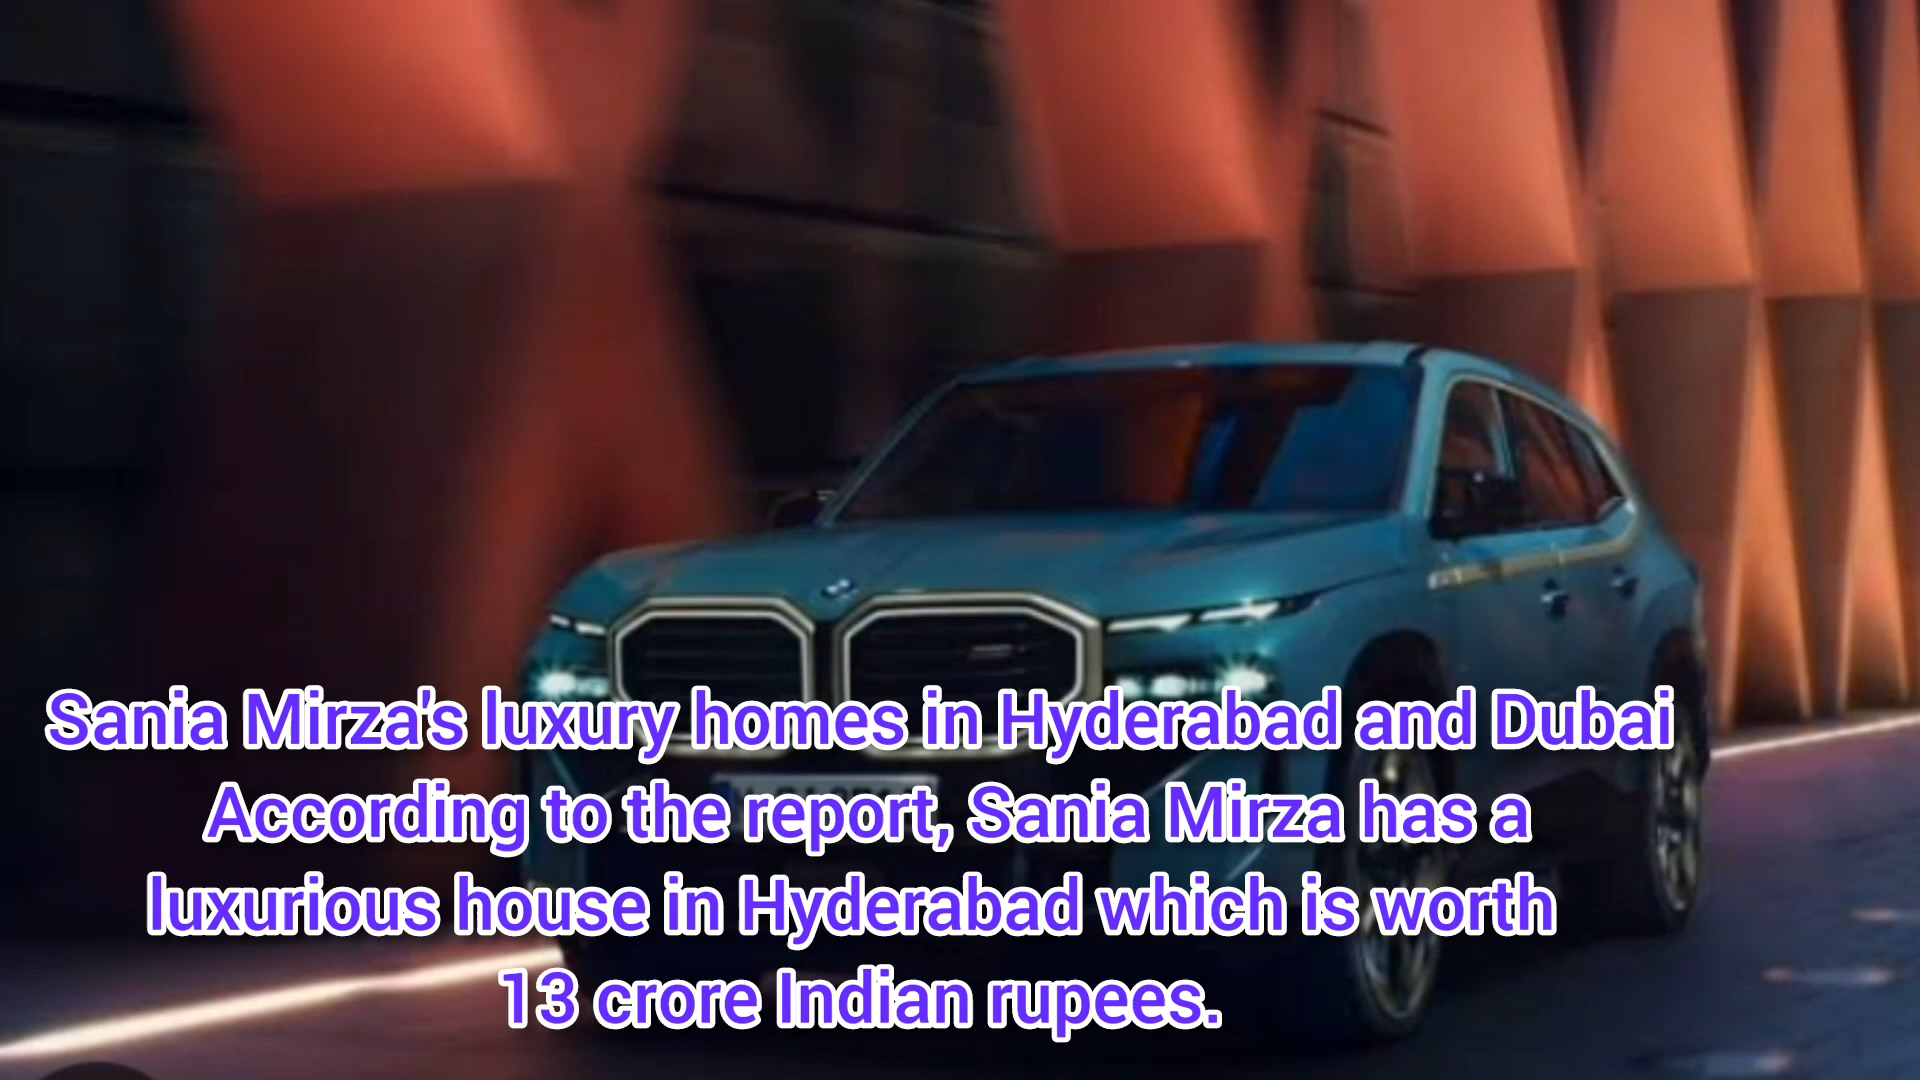 Sania Mirza's luxury homes in Hyderabad and Dubai
According to the report, Sania Mirza has a
luxurious house in Hyderabad which is worth
13 crore Indian rupees.